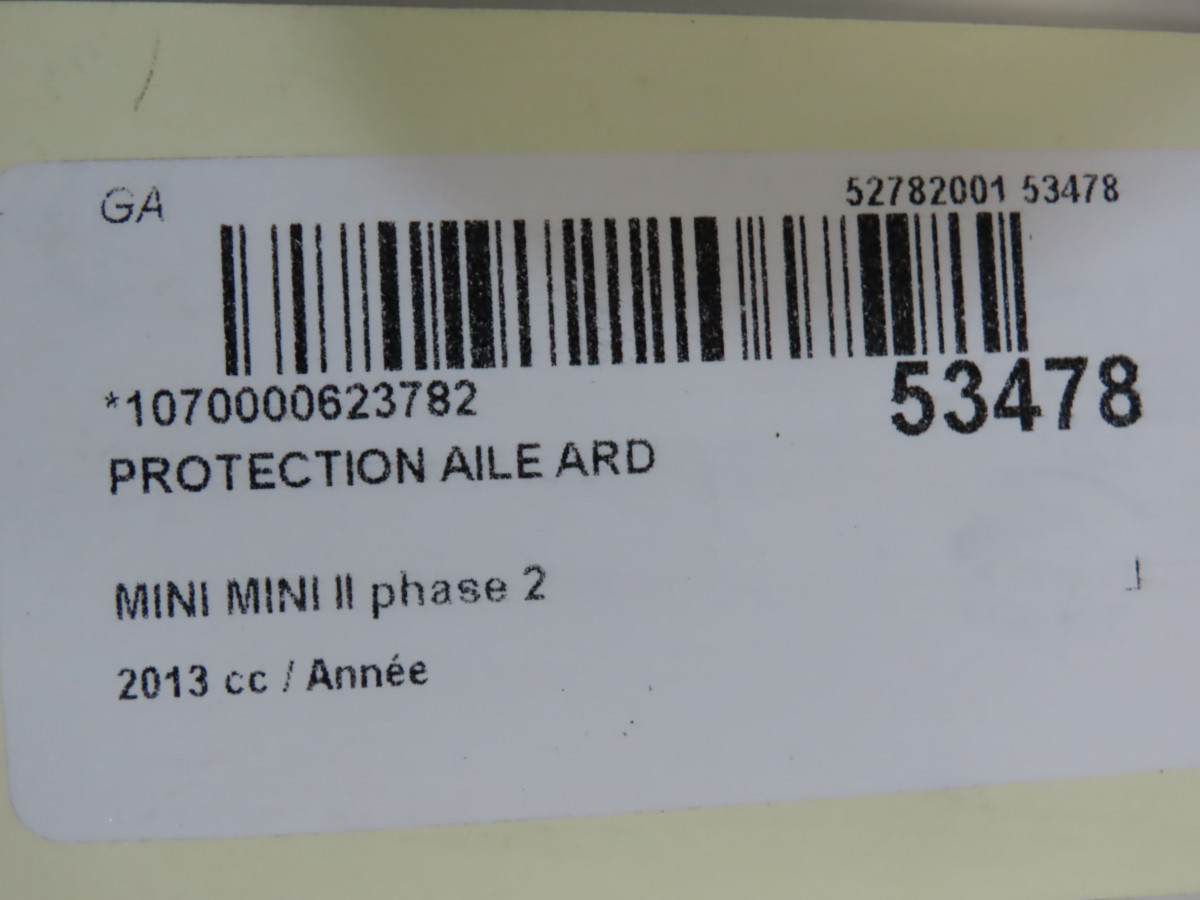 GA
52782001 53478
*1070000623782
53478
PROTECTION AILE ARD
MINI MINI II phase 2
2013 cc / Année